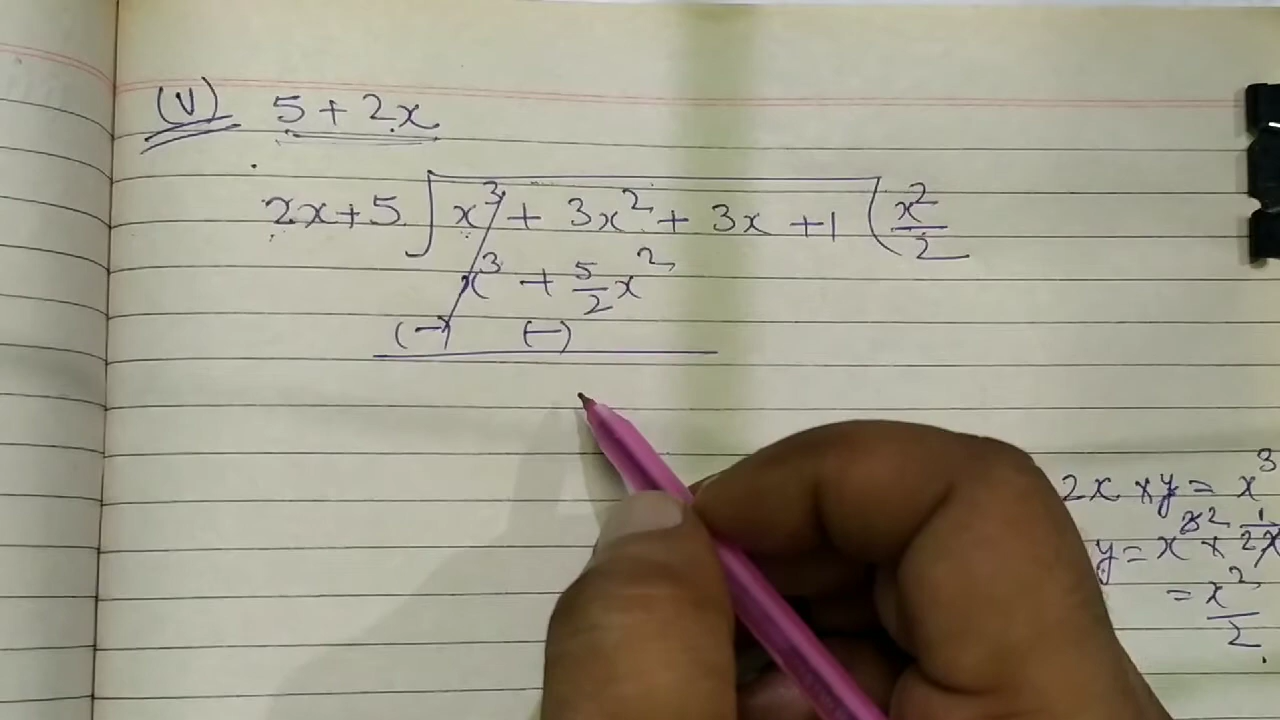 (V) 5 + 2x
2x+5 x³ + 3x² + 3x +1 x²/2
x³ + 5/2 x²
(-) (-)
2x × y = x³
y = x³² × 1/2x
= x²/2